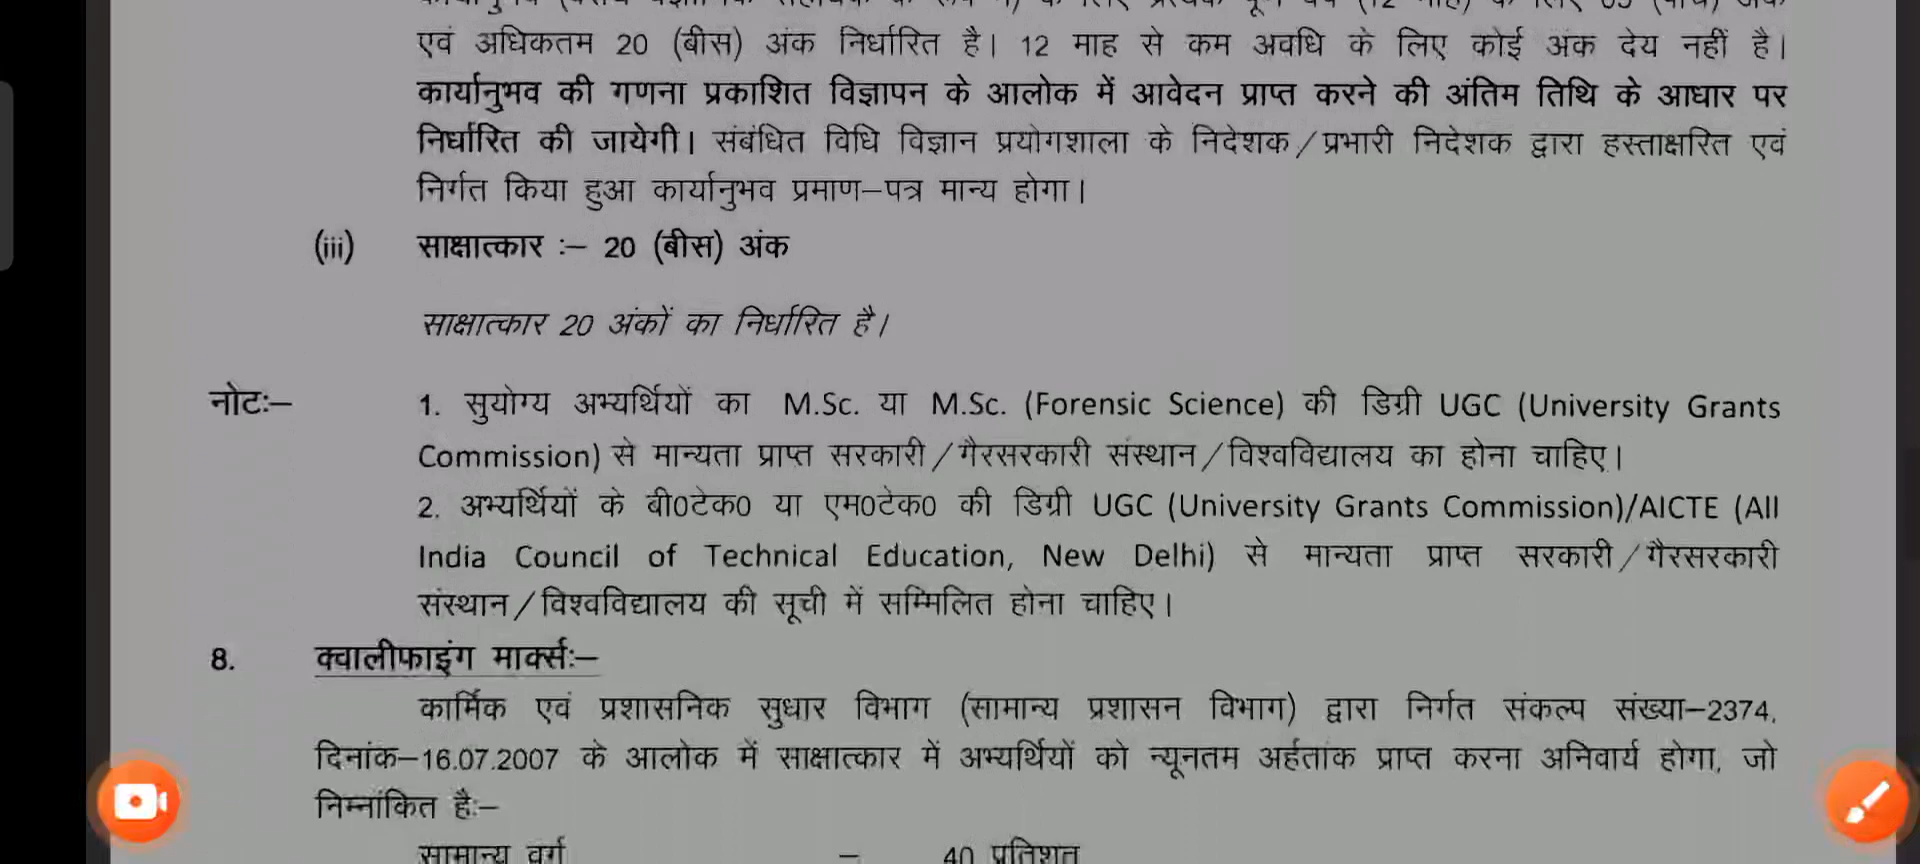 एवं अधिकतम 20 (बीस) अंक निर्धारित है। 12 माह से कम अवधि के लिए कोई अंक देय नहीं है।
कार्यानुभव की गणना प्रकाशित विज्ञापन के आलोक में आवेदन प्राप्त करने की अंतिम तिथि के आधार पर
निर्धारित की जायेगी। संबंधित विधि विज्ञान प्रयोगशाला के निदेशक/प्रभारी निदेशक द्वारा हस्ताक्षरित एवं
निर्गत किया हुआ कार्यानुभव प्रमाण–पत्र मान्य होगा।
(iii) साक्षात्कार :– 20 (बीस) अंक
साक्षात्कार 20 अंकों का निर्धारित है।
नोटः– 1. सुयोग्य अभ्यर्थियों का M.Sc. या M.Sc. (Forensic Science) की डिग्री UGC (University Grants
Commission) से मान्यता प्राप्त सरकारी/गैरसरकारी संस्थान/विश्वविद्यालय का होना चाहिए।
2. अभ्यर्थियों के बी0टेक0 या एम0टेक0 की डिग्री UGC (University Grants Commission)/AICTE (All
India Council of Technical Education, New Delhi) से मान्यता प्राप्त सरकारी/गैरसरकारी
संस्थान/विश्वविद्यालय की सूची में सम्मिलित होना चाहिए।
8. क्वालीफाइंग मार्क्सः–
कार्मिक एवं प्रशासनिक सुधार विभाग (सामान्य प्रशासन विभाग) द्वारा निर्गत संकल्प संख्या–2374,
दिनांक–16.07.2007 के आलोक में साक्षात्कार में अभ्यर्थियों को न्यूनतम अर्हतांक प्राप्त करना अनिवार्य होगा, जो
निम्नांकित हैः–
सामान्य वर्ग – 40 प्रतिशत